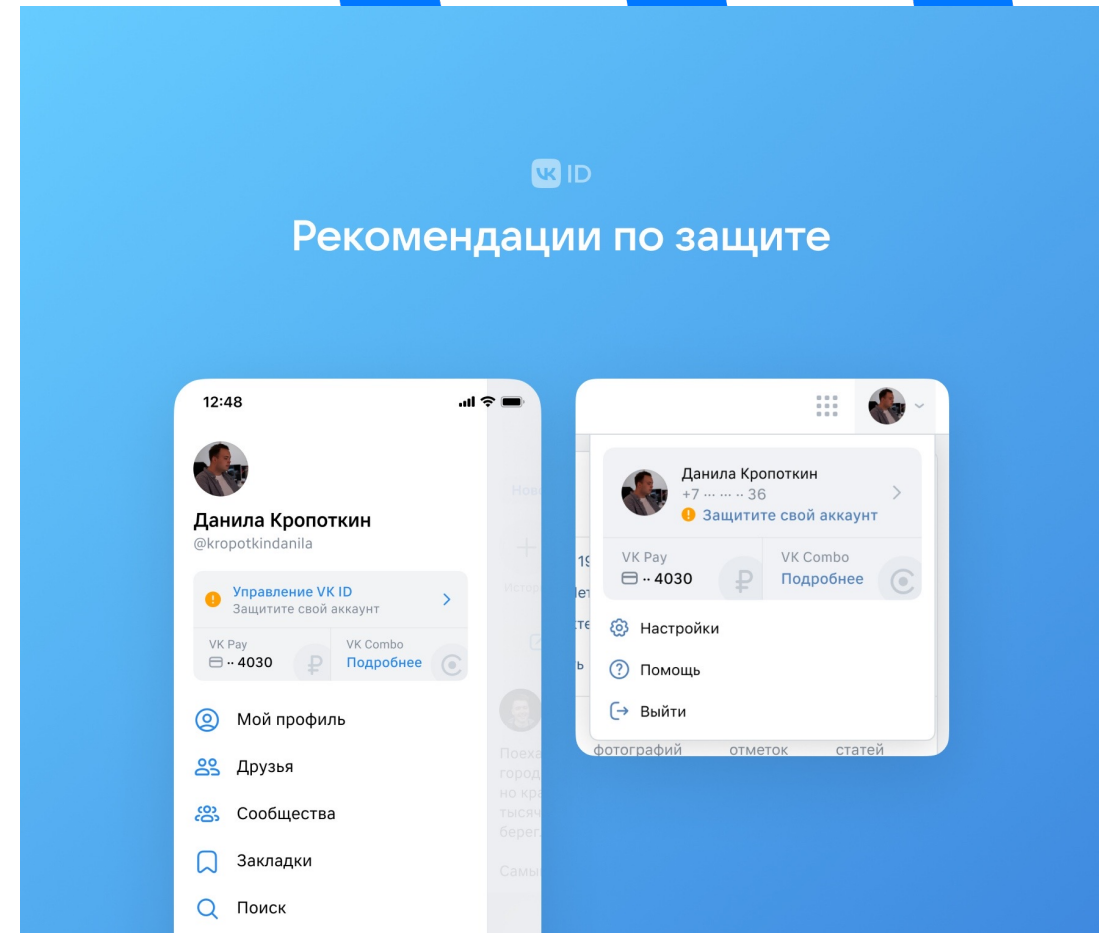 VK ID
Рекомендации по защите
12:48
Данила Кропоткин
@kropotkindanila
Управление VK ID
Защитите свой аккаунт
VK Pay
·· 4030
VK Combo
Подробнее
Мой профиль
Друзья
Сообщества
Закладки
Поиск
Данила Кропоткин
+7 ··· ··· ·· 36
Защитите свой аккаунт
VK Pay
·· 4030
VK Combo
Подробнее
Настройки
Помощь
Выйти
фотографий
отметок
статей